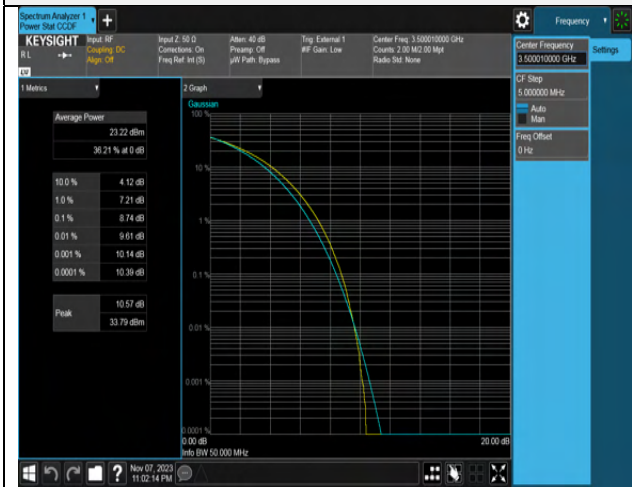 Spectrum Analyzer 1
Power Stat CCDF
Frequency
KEYSIGHT
R L
Input: RF
Coupling: DC
Align: Off
Input Z: 50 Ω
Corrections: On
Freq Ref: Int (S)
Atten: 40 dB
Preamp: Off
µW Path: Bypass
Trig: External 1
#IF Gain: Low
Center Freq: 3.500010000 GHz
Counts: 2.00 M/2.00 Mpt
Radio Std: None
Center Frequency
3.500010000 GHz
Settings
CF Step
5.000000 MHz
Auto
Man
Freq Offset
0 Hz
1 Metrics
Average Power
23.22 dBm
36.21 % at 0 dB
10.0 % 4.12 dB
1.0 % 7.21 dB
0.1 % 8.74 dB
0.01 % 9.61 dB
0.001 % 10.14 dB
0.0001 % 10.39 dB
Peak
10.57 dB
33.79 dBm
2 Graph
Gaussian
100 %
10 %
1 %
0.1 %
0.01 %
0.001 %
0.0001 %
0.00 dB
20.00 dB
Info BW 50.000 MHz
?
Nov 07, 2023
11:02:14 PM